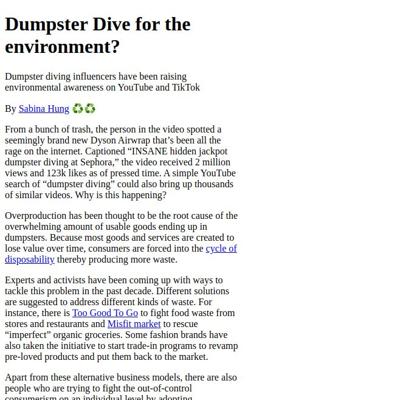 Dumpster Dive for the
environment?
Dumpster diving influencers have been raising
environmental awareness on YouTube and TikTok
By Sabina Hung ♻️♻️
From a bunch of trash, the person in the video spotted a
seemingly brand new Dyson Airwrap that’s been all the
rage on the internet. Captioned “INSANE hidden jackpot
dumpster diving at Sephora,” the video received 2 million
views and 123k likes as of pressed time. A simple YouTube
search of “dumpster diving” could also bring up thousands
of similar videos. Why is this happening?
Overproduction has been thought to be the root cause of the
overwhelming amount of usable goods ending up in
dumpsters. Because most goods and services are created to
lose value over time, consumers are forced into the cycle of
disposability thereby producing more waste.
Experts and activists have been coming up with ways to
tackle this problem in the past decade. Different solutions
are suggested to address different kinds of waste. For
instance, there is Too Good To Go to fight food waste from
stores and restaurants and Misfit market to rescue
“imperfect” organic groceries. Some fashion brands have
also taken the initiative to start trade-in programs to revamp
pre-loved products and put them back to the market.
Apart from these alternative business models, there are also
people who are trying to fight the out-of-control
consumerism on an individual level by adopting